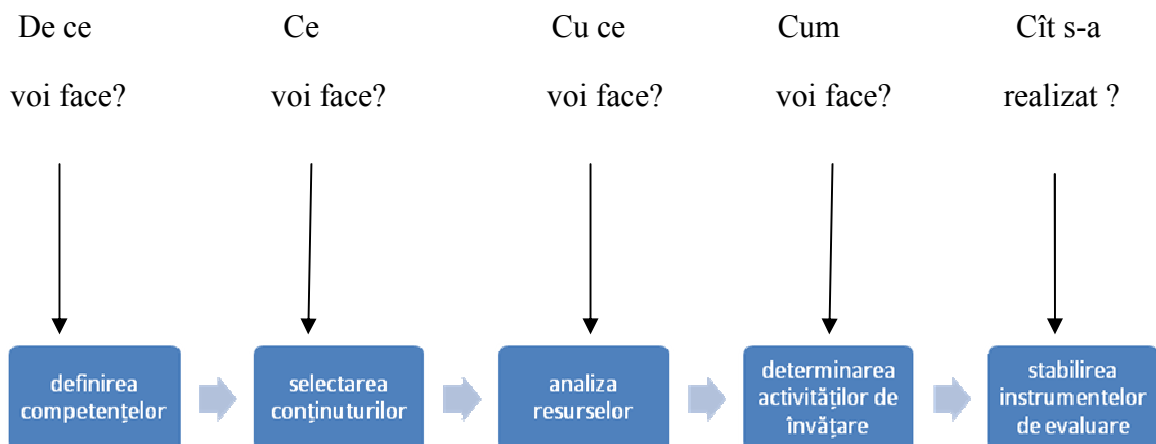 De ce
voi face?
Ce
voi face?
Cu ce
voi face?
Cum
voi face?
Cît s-a
realizat ?
definirea
competențelor
selectarea
conținuturilor
analiza
resurselor
determinarea
activităților de
învățare
stabilirea
instrumentelor
de evaluare